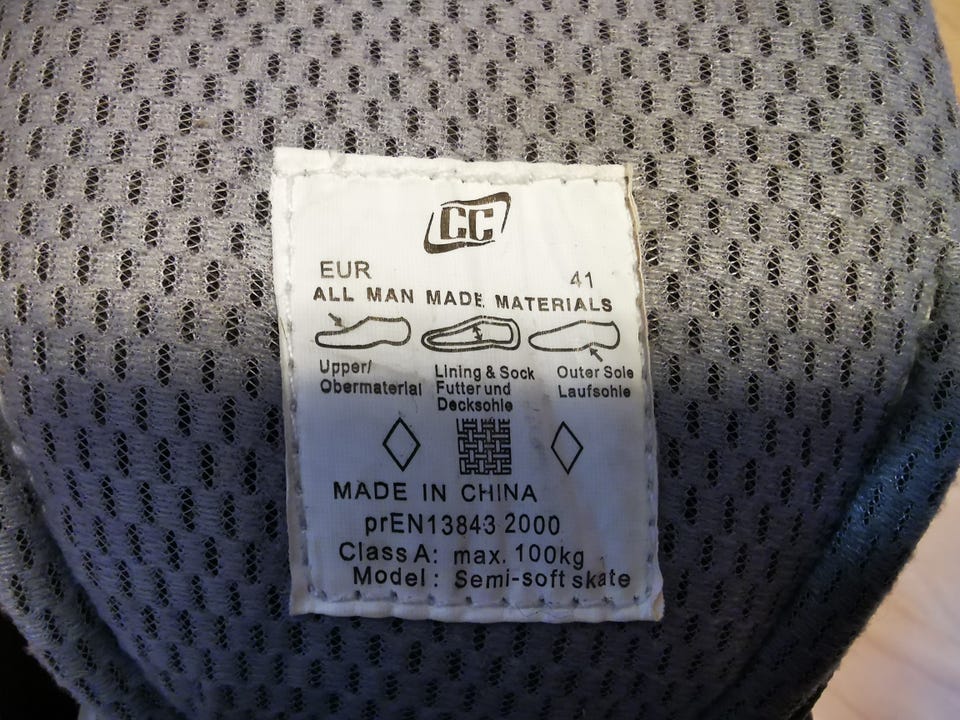 CC
EUR 41
ALL MAN MADE MATERIALS
Upper/ Lining & Sock Outer Sole
Obermaterial Futter und Laufsohle
Decksohle
MADE IN CHINA
prEN13843 2000
Class A: max. 100kg
Model: Semi-soft skate